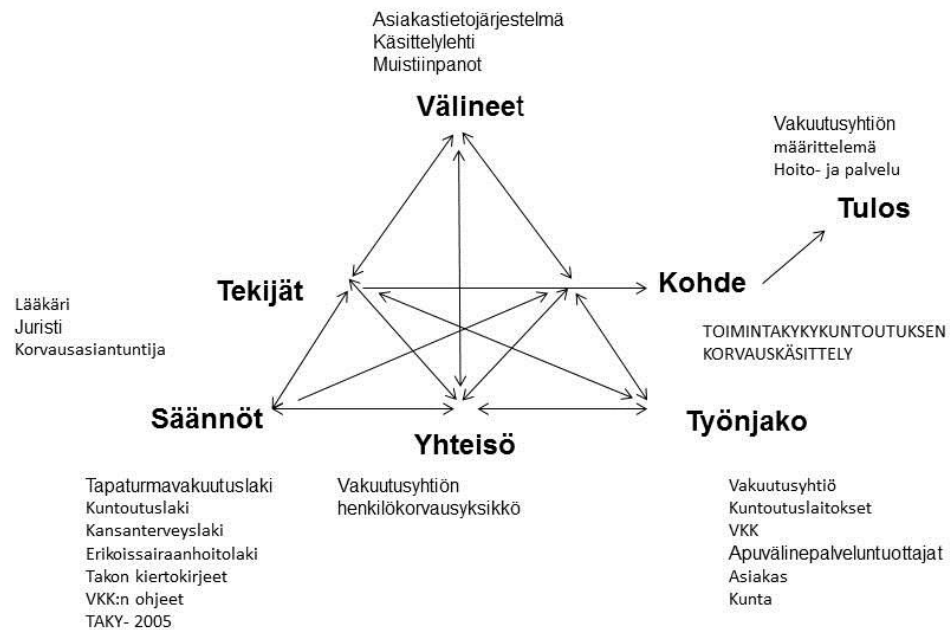 Asiakastietojärjestelmä
Käsittelylehti
Muistiinpanot
Välineet
Vakuutusyhtiön
määrittelemä
Hoito- ja palvelu
Tulos
Tekijät
Kohde
Lääkäri
Juristi
Korvausasiantuntija
TOIMINTAKYKYKUNTOUTUKSEN
KORVAUSKÄSITTELY
Säännöt
Yhteisö
Työnjako
Tapaturmavakuutuslaki
Kuntoutuslaki
Kansanterveyslaki
Erikoissairaanhoitolaki
Takon kiertokirjeet
VKK:n ohjeet
TAKY- 2005
Vakuutusyhtiön
henkilökorvausyksikkö
Vakuutusyhtiö
Kuntoutuslaitokset
VKK
Apuvälinepalveluntuottajat
Asiakas
Kunta